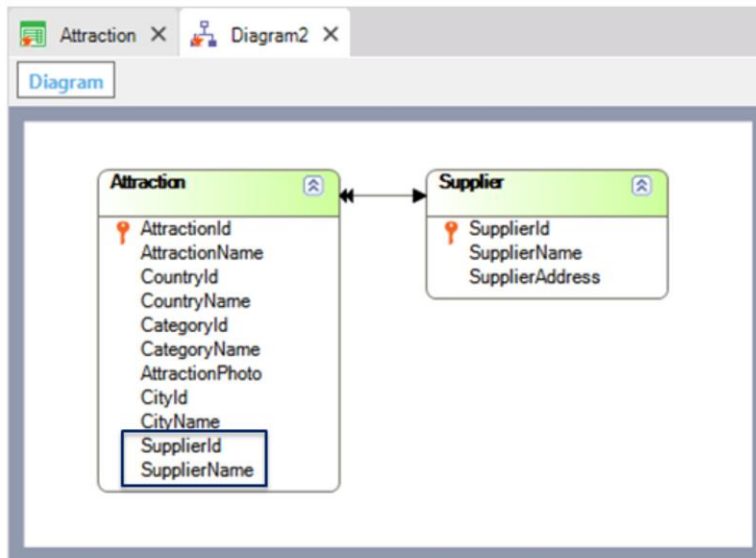 Attraction
Diagram2
Diagram
Attraction
AttractionId
AttractionName
CountryId
CountryName
CategoryId
CategoryName
AttractionPhoto
CityId
CityName
SupplierId
SupplierName
Supplier
SupplierId
SupplierName
SupplierAddress